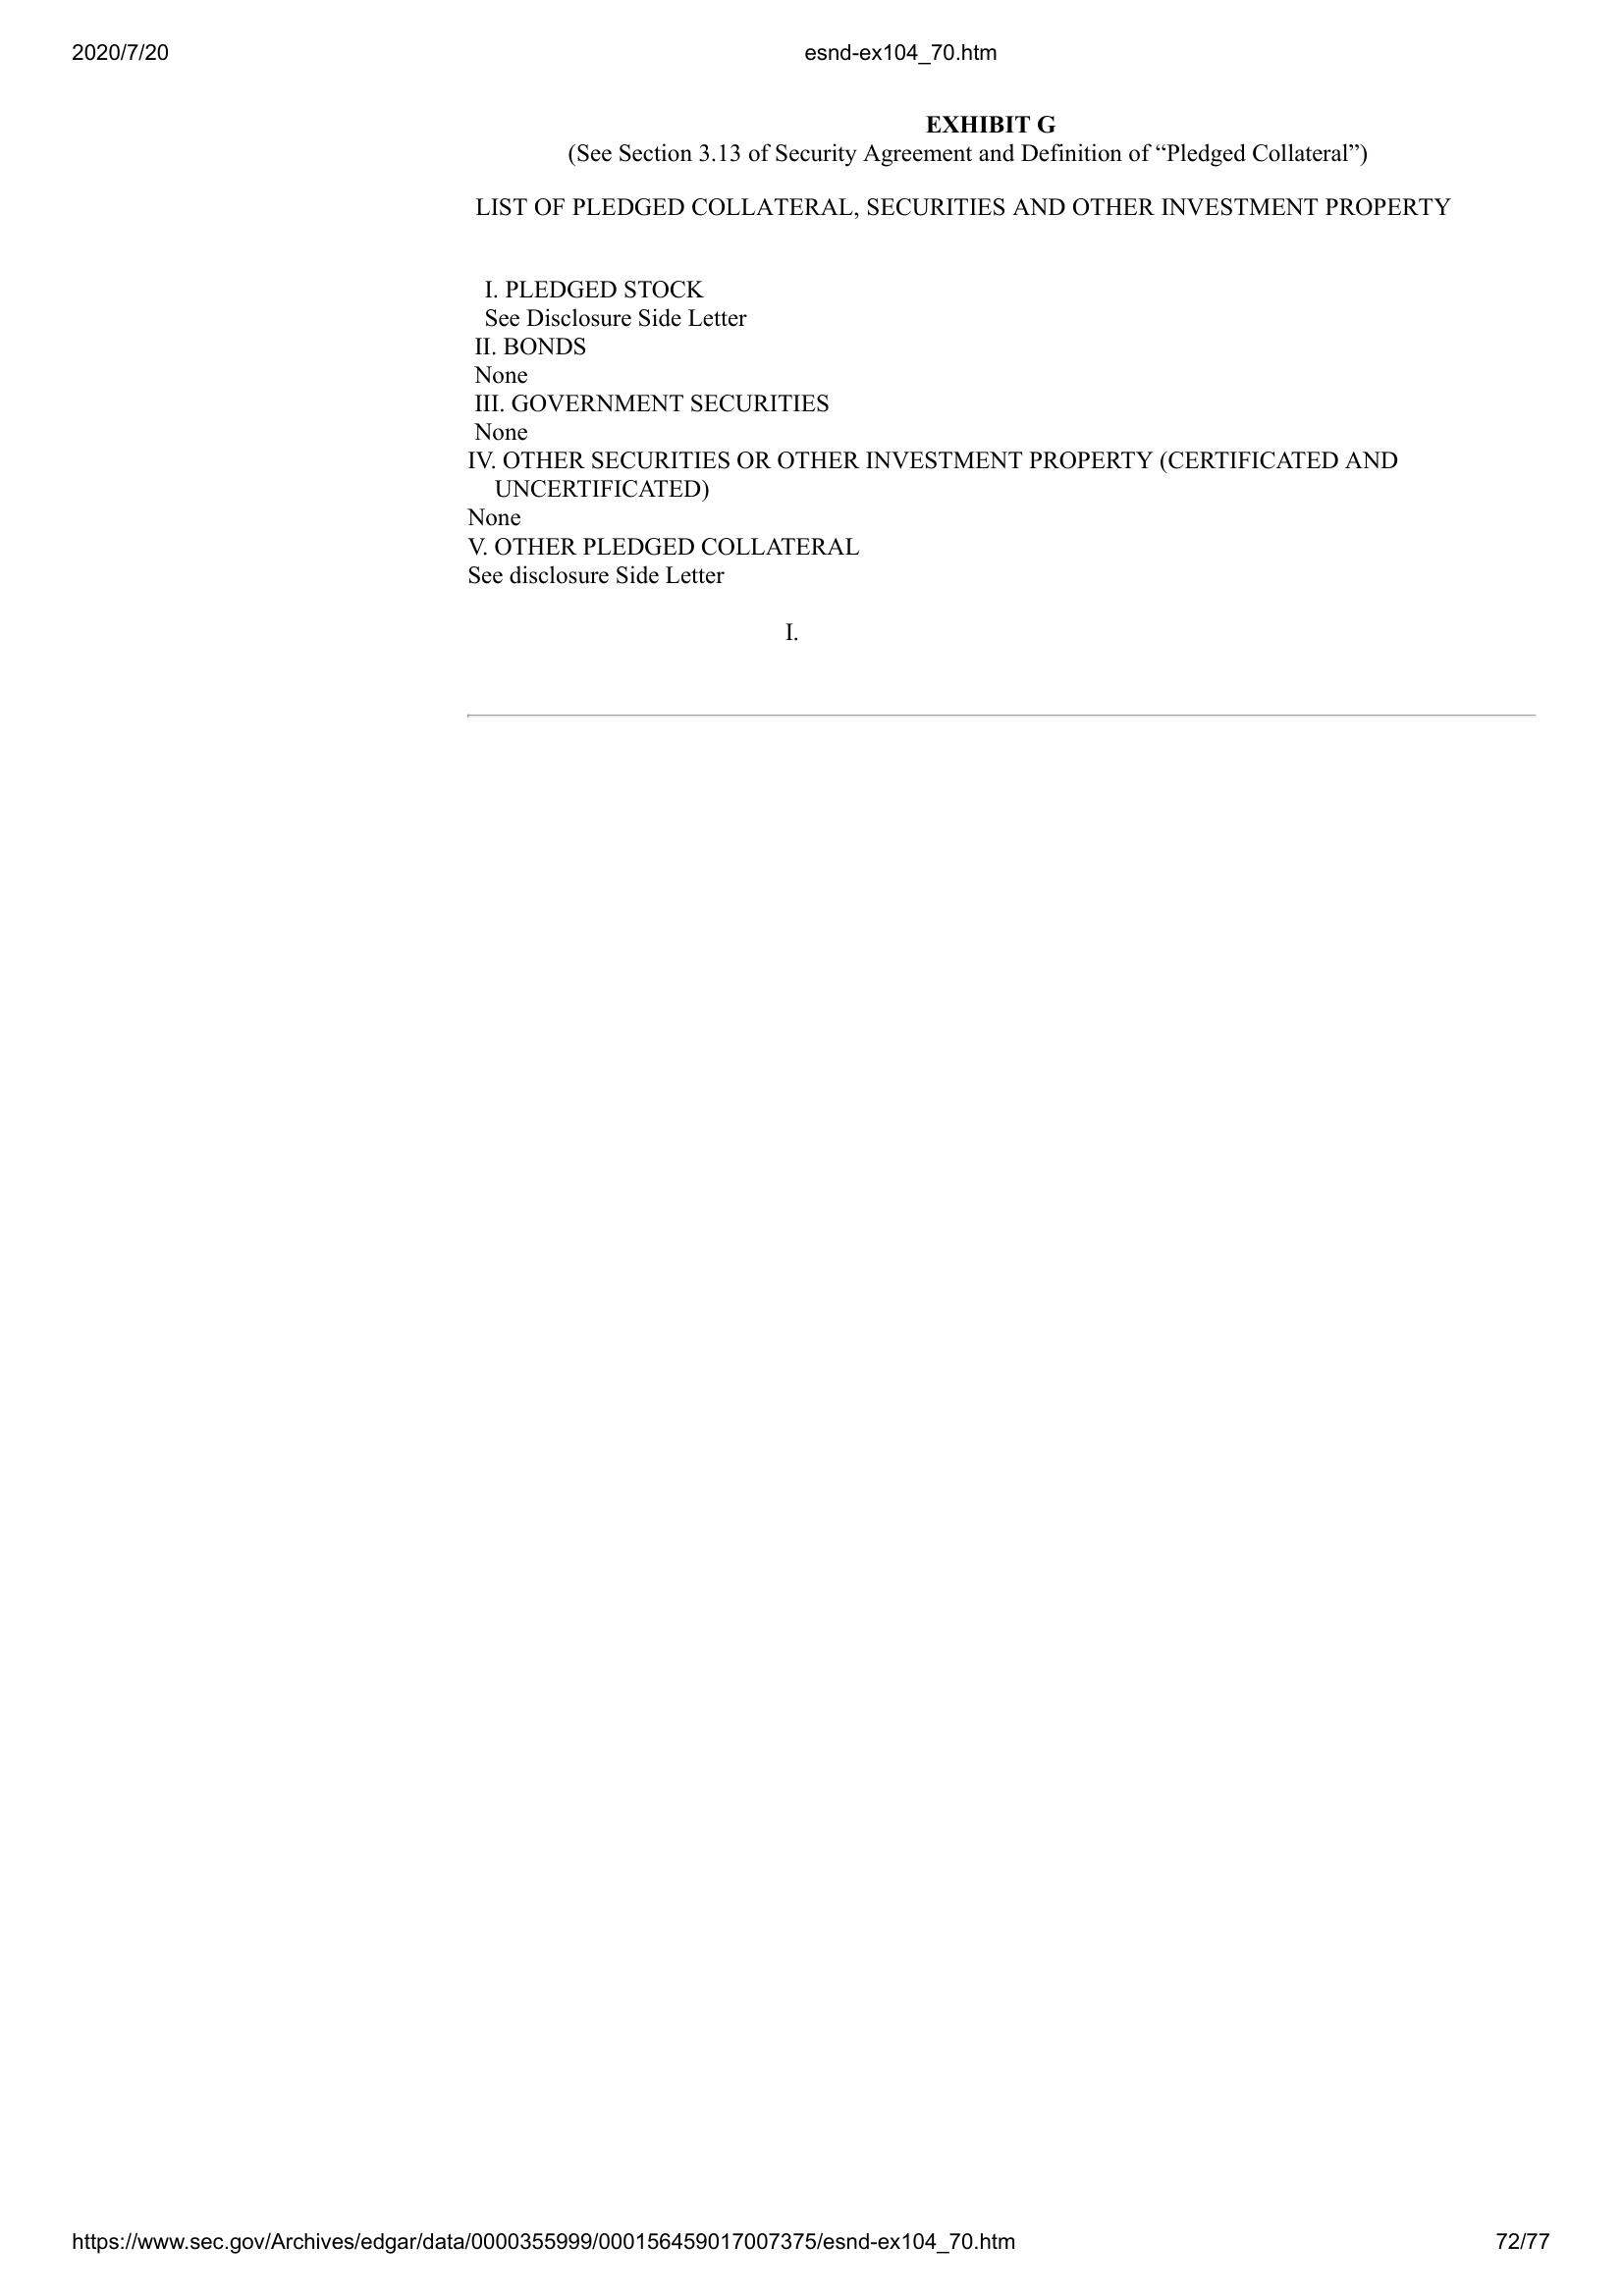 2020/7/20
esnd-ex104_70.htm
EXHIBIT G
(See Section 3.13 of Security Agreement and Definition of “Pledged Collateral”)
LIST OF PLEDGED COLLATERAL, SECURITIES AND OTHER INVESTMENT PROPERTY
I. PLEDGED STOCK
See Disclosure Side Letter
II. BONDS
None
III. GOVERNMENT SECURITIES
None
IV. OTHER SECURITIES OR OTHER INVESTMENT PROPERTY (CERTIFICATED AND
UNCERTIFICATED)
None
V. OTHER PLEDGED COLLATERAL
See disclosure Side Letter
I.
https://www.sec.gov/Archives/edgar/data/0000355999/000156459017007375/esnd-ex104_70.htm
72/77